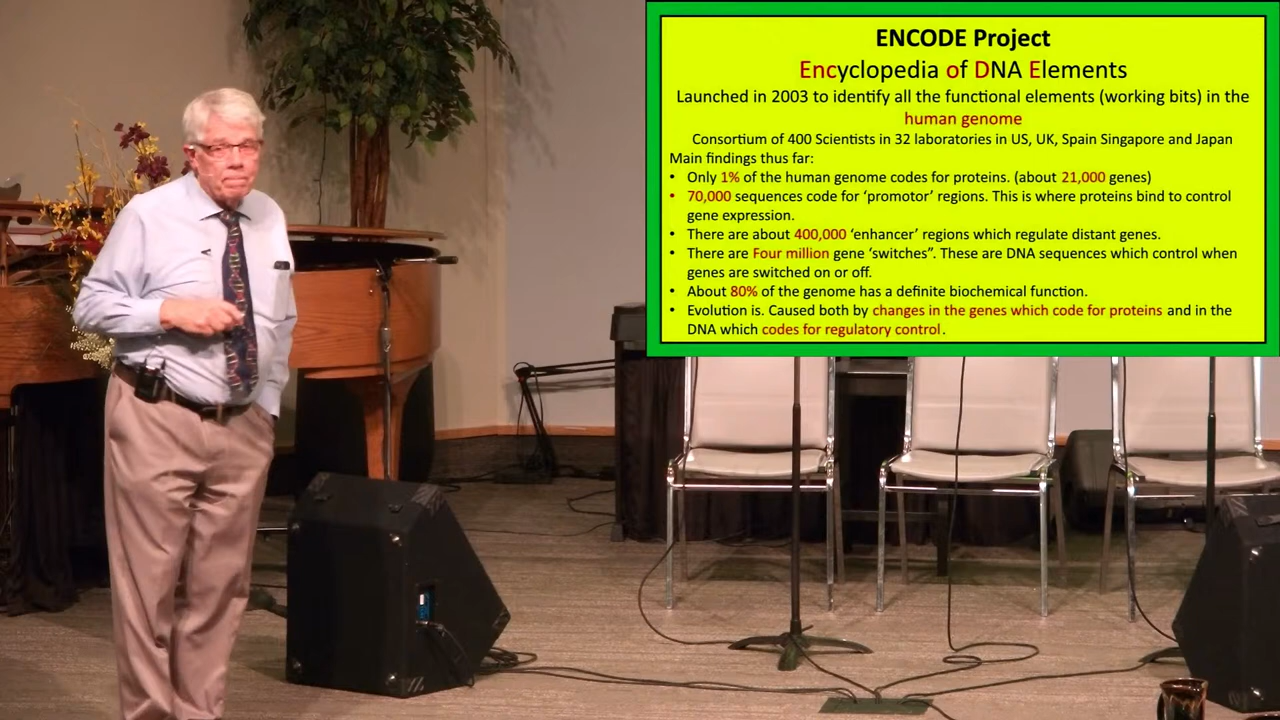 ENCODE Project
Encyclopedia of DNA Elements
Launched in 2003 to identify all the functional elements (working bits) in the
human genome
Consortium of 400 Scientists in 32 laboratories in US, UK, Spain Singapore and Japan
Main findings thus far:
• Only 1% of the human genome codes for proteins. (about 21,000 genes)
• 70,000 sequences code for ‘promotor’ regions. This is where proteins bind to control
gene expression.
• There are about 400,000 ‘enhancer’ regions which regulate distant genes.
• There are Four million gene ‘switches”. These are DNA sequences which control when
genes are switched on or off.
• About 80% of the genome has a definite biochemical function.
• Evolution is. Caused both by changes in the genes which code for proteins and in the
DNA which codes for regulatory control.